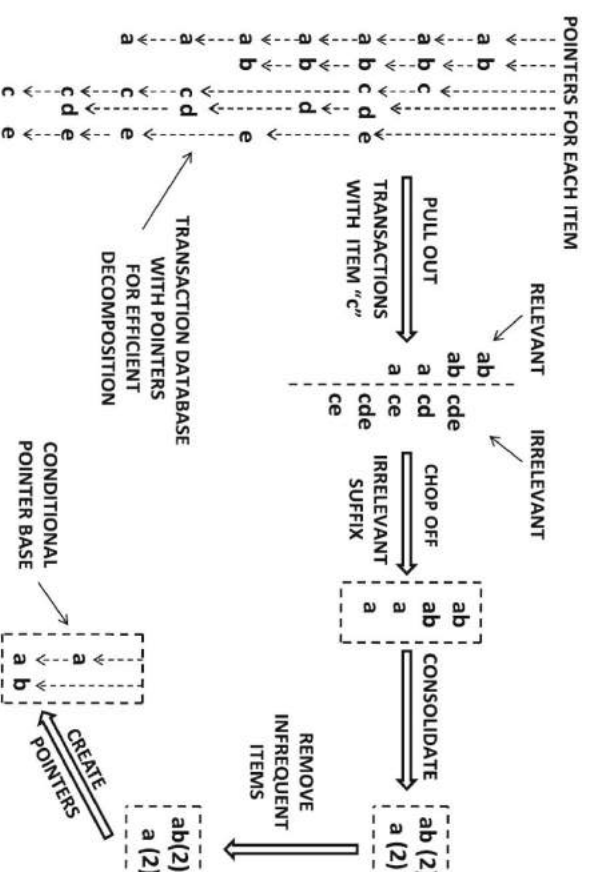 POINTERS FOR EACH ITEM
a b
a b c
a b c d e
a b d
a b e
a c d
a c e
c d e
c e
TRANSACTION DATABASE
WITH POINTERS
FOR EFFICIENT
DECOMPOSITION
PULL OUT
TRANSACTIONS
WITH ITEM "c"
RELEVANT
IRRELEVANT
ab
ab cde
a cd
a ce
cde
ce
CHOP OFF
IRRELEVANT
SUFFIX
ab
ab
a
a
CONSOLIDATE
ab (2)
a (2)
REMOVE
INFREQUENT
ITEMS
ab(2)
a (2)
CREATE
POINTERS
a
a b
CONDITIONAL
POINTER BASE